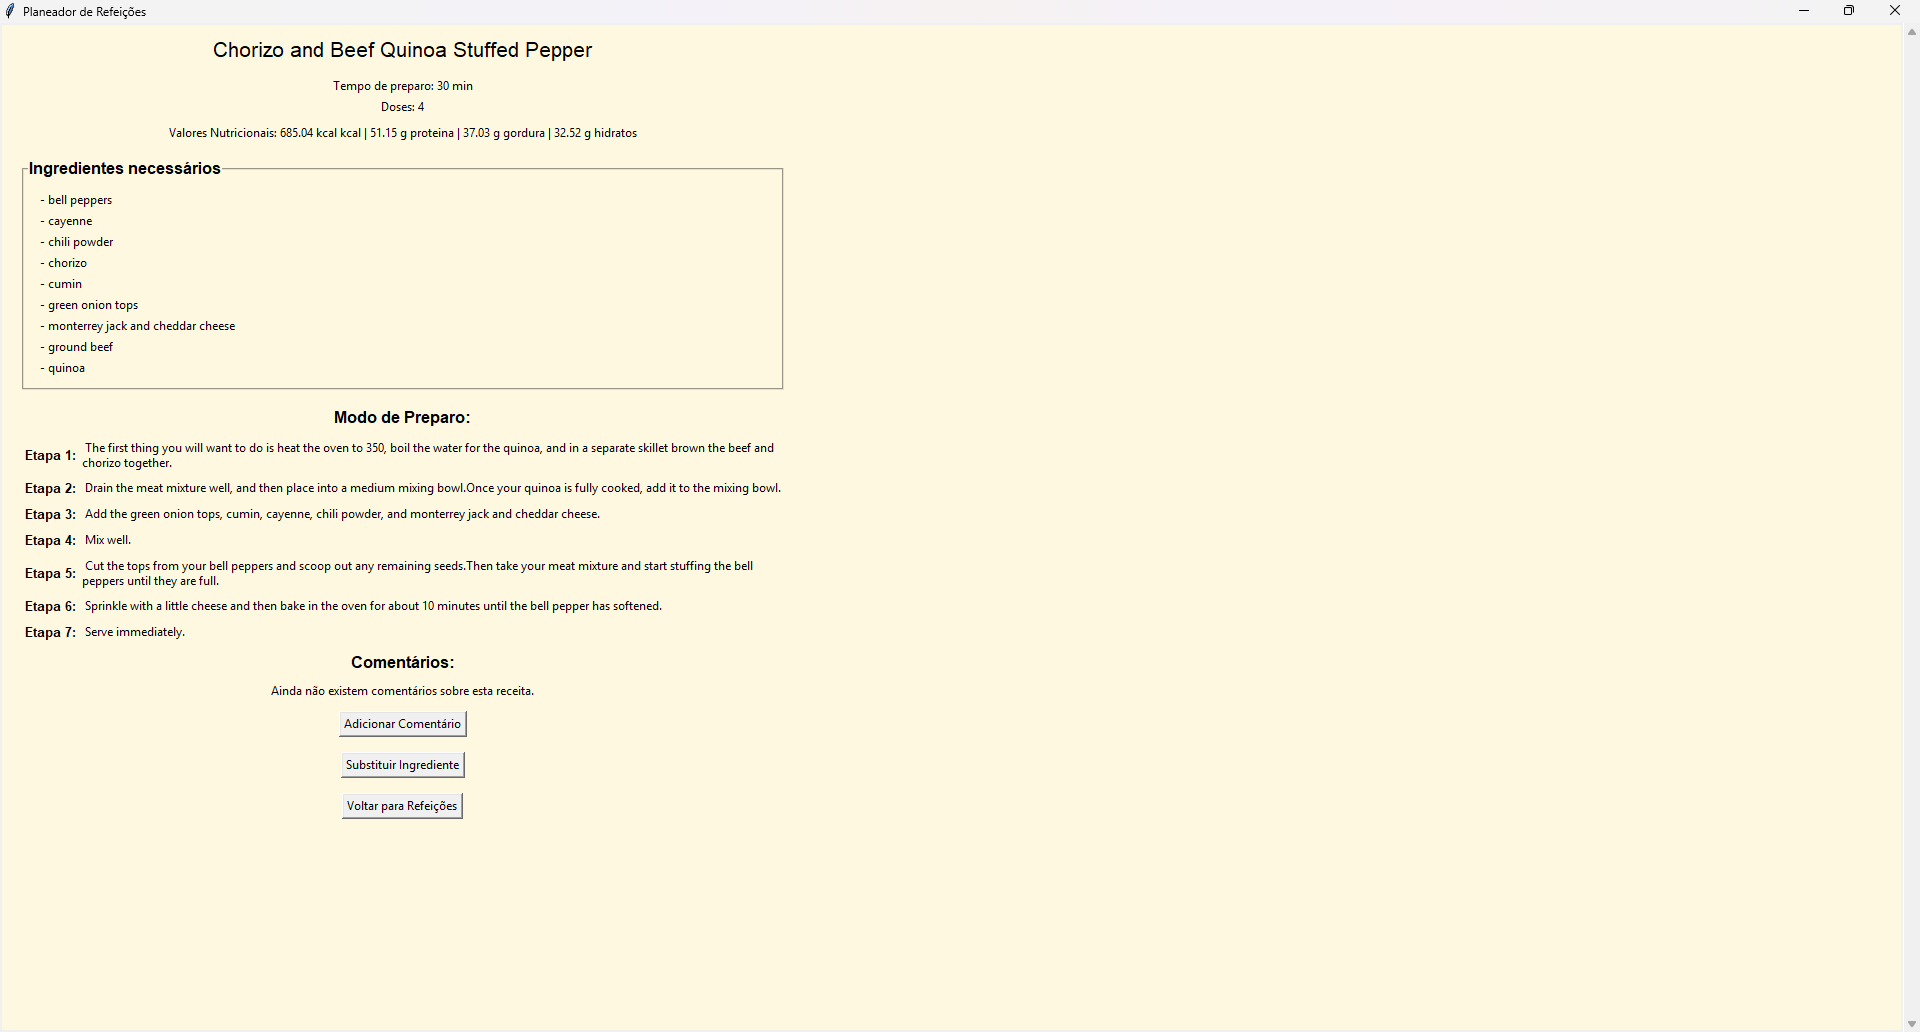 Planeador de Refeições
Chorizo and Beef Quinoa Stuffed Pepper
Tempo de preparo: 30 min
Doses: 4
Valores Nutricionais: 685.04 kcal kcal | 51.15 g proteina | 37.03 g gordura | 32.52 g hidratos
Ingredientes necessários
- bell peppers
- cayenne
- chili powder
- chorizo
- cumin
- green onion tops
- monterrey jack and cheddar cheese
- ground beef
- quinoa
Modo de Preparo:
Etapa 1: The first thing you will want to do is heat the oven to 350, boil the water for the quinoa, and in a separate skillet brown the beef and
chorizo together.
Etapa 2: Drain the meat mixture well, and then place into a medium mixing bowl.Once your quinoa is fully cooked, add it to the mixing bowl.
Etapa 3: Add the green onion tops, cumin, cayenne, chili powder, and monterrey jack and cheddar cheese.
Etapa 4: Mix well.
Etapa 5: Cut the tops from your bell peppers and scoop out any remaining seeds.Then take your meat mixture and start stuffing the bell
peppers until they are full.
Etapa 6: Sprinkle with a little cheese and then bake in the oven for about 10 minutes until the bell pepper has softened.
Etapa 7: Serve immediately.
Comentários:
Ainda não existem comentários sobre esta receita.
Adicionar Comentário
Substituir Ingrediente
Voltar para Refeições